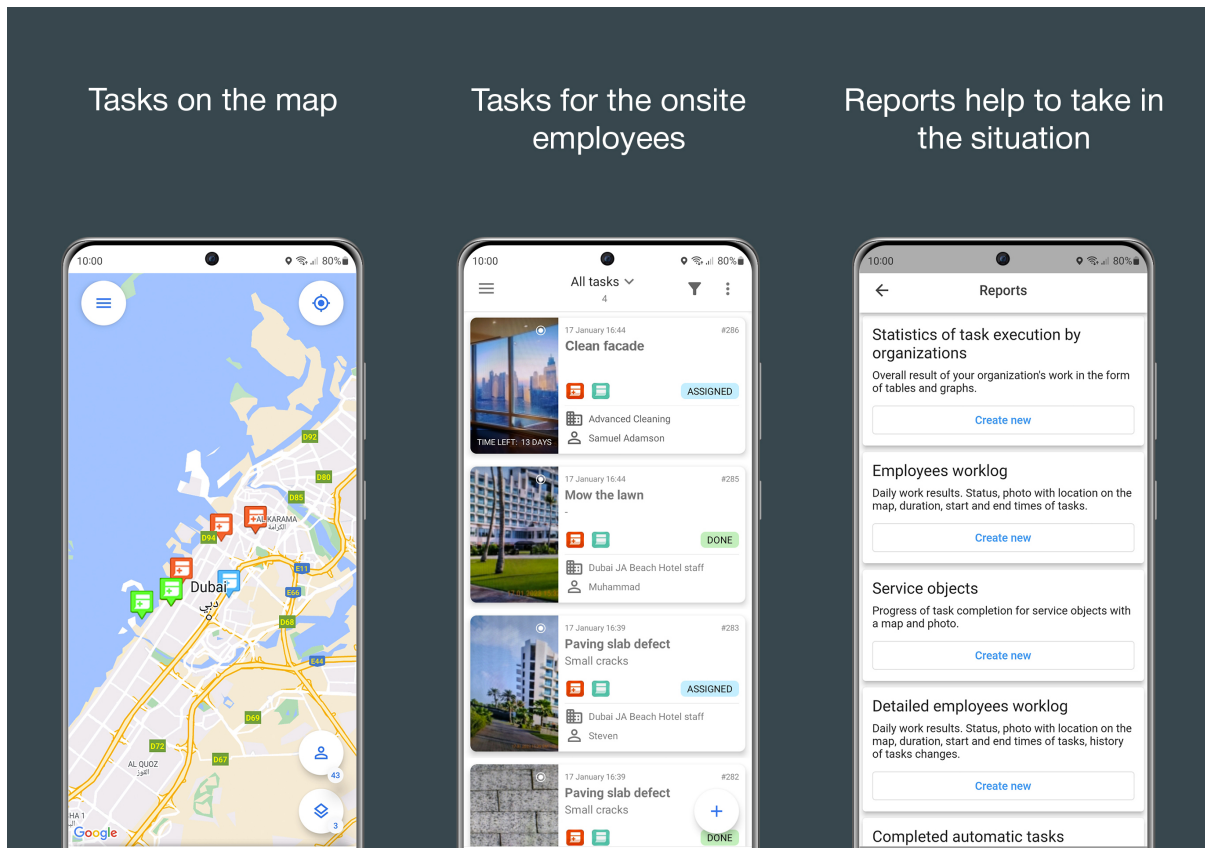 Tasks on the map
10:00
80%
D92
D80
D85
AL KARAMA
الكرامة
D94
E11
Dubai
دبي
E66
D68
E44
D69
D72
D67
AL QUOZ
القوز
43
3
Google
Tasks for the onsite
employees
10:00
80%
All tasks
4
17 January 16:44
#286
Clean facade
ASSIGNED
Advanced Cleaning
Samuel Adamson
TIME LEFT: 13 DAYS
17 January 16:44
#285
Mow the lawn
-
DONE
Dubai JA Beach Hotel staff
Muhammad
17 January 16:39
#283
Paving slab defect
Small cracks
ASSIGNED
Dubai JA Beach Hotel staff
Steven
17 January 16:39
#282
Paving slab defect
Small cracks
+
DONE
Reports help to take in
the situation
10:00
80%
Reports
Statistics of task execution by
organizations
Overall result of your organization's work in the form
of tables and graphs.
Create new
Employees worklog
Daily work results. Status, photo with location on the
map, duration, start and end times of tasks.
Create new
Service objects
Progress of task completion for service objects with
a map and photo.
Create new
Detailed employees worklog
Daily work results. Status, photo with location on the
map, duration, start and end times of tasks, history
of tasks changes.
Create new
Completed automatic tasks